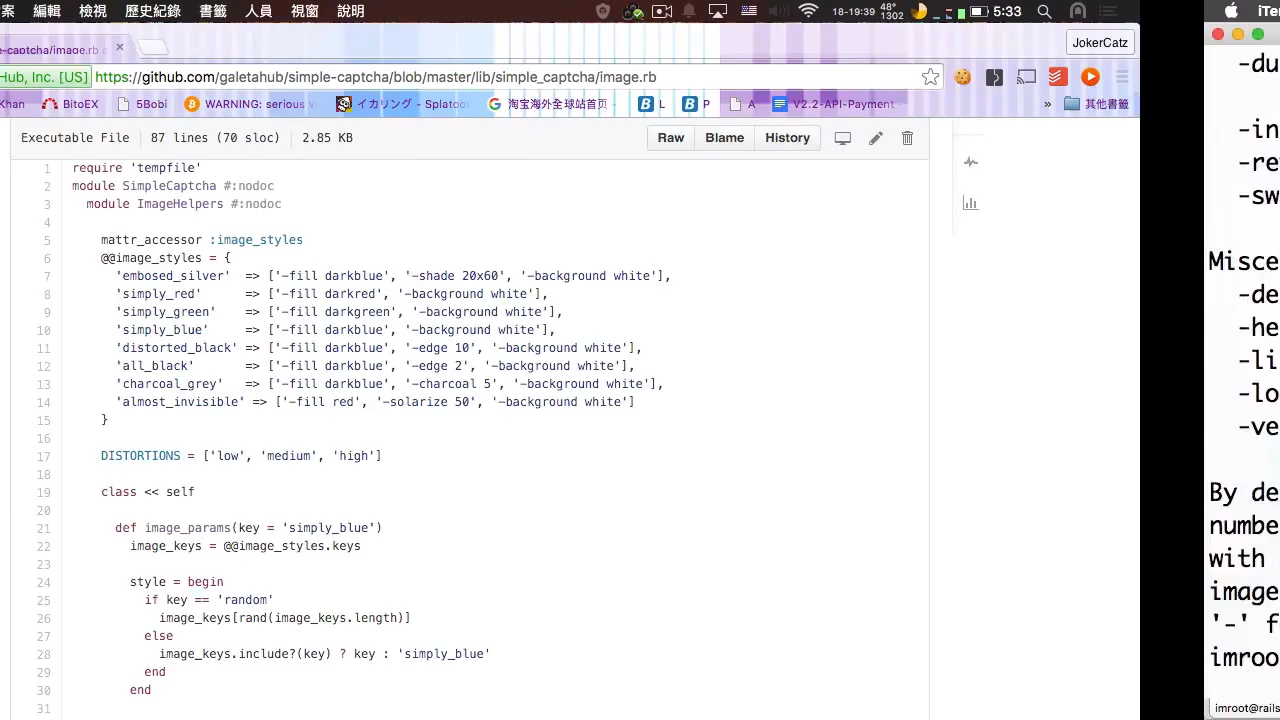 案 檢視 歷史紀錄 書籤 人員 視窗 說明 18-19:39 48° 1302 5:33
-captcha/image.rb a × JokerCatz iTe
Hub, Inc. [US] https://github.com/galetahub/simple-captcha/blob/master/lib/simple_captcha/image.rb
Khan BitoEX 5Bobi WARNING: serious イカリング - Splatoo 淘宝海外全球站首页 L P A V2.2-API-Payment » 其他書籤
Executable File 87 lines (70 sloc) 2.85 KB Raw Blame History
1 require 'tempfile'
2 module SimpleCaptcha #:nodoc
3 module ImageHelpers #:nodoc
4
5 mattr_accessor :image_styles
6 @@image_styles = {
7 'embosed_silver' => ['-fill darkblue', '-shade 20x60', '-background white'],
8 'simply_red' => ['-fill darkred', '-background white'],
9 'simply_green' => ['-fill darkgreen', '-background white'],
10 'simply_blue' => ['-fill darkblue', '-background white'],
11 'distorted_black' => ['-fill darkblue', '-edge 10', '-background white'],
12 'all_black' => ['-fill darkblue', '-edge 2', '-background white'],
13 'charcoal_grey' => ['-fill darkblue', '-charcoal 5', '-background white'],
14 'almost_invisible' => ['-fill red', '-solarize 50', '-background white']
15 }
16
17 DISTORTIONS = ['low', 'medium', 'high']
18
19 class << self
20
21 def image_params(key = 'simply_blue')
22 image_keys = @@image_styles.keys
23
24 style = begin
25 if key == 'random'
26 image_keys[rand(image_keys.length)]
27 else
28 image_keys.include?(key) ? key : 'simply_blue'
29 end
30 end
31
-du
-in
-re
-sw
Misce
-de
-he
-li
-lo
-ve
By de
numbe
with
image
'-' f
imroo
imroot@rails